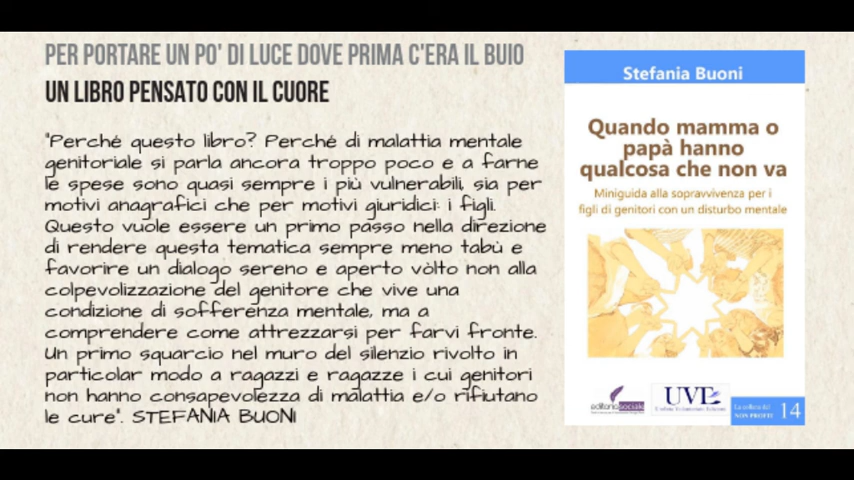 PER PORTARE UN PO' DI LUCE DOVE PRIMA C'ERA IL BUIO
UN LIBRO PENSATO CON IL CUORE
"Perché questo libro? Perché di malattia mentale
genitoriale si parla ancora troppo poco e a farne
le spese sono quasi sempre i più vulnerabili, sia per
motivi anagrafici che per motivi giuridici: i figli.
Questo vuole essere un primo passo nella direzione
di rendere questa tematica sempre meno tabù e
favorire un dialogo sereno e aperto vòlto non alla
colpevolizzazione del genitore che vive una
condizione di sofferenza mentale, ma a
comprendere come attrezzarsi per farvi fronte.
Un primo squarcio nel muro del silenzio rivolto in
particolar modo a ragazzi e ragazze i cui genitori
non hanno consapevolezza di malattia e/o rifiutano
le cure". STEFANIA BUONI
Stefania Buoni
Quando mamma o
papà hanno
qualcosa che non va
Miniguida alla sopravvivenza per i
figli di genitori con un disturbo mentale
editoriasociale
UVE
La collana del
NON PROFIT
14